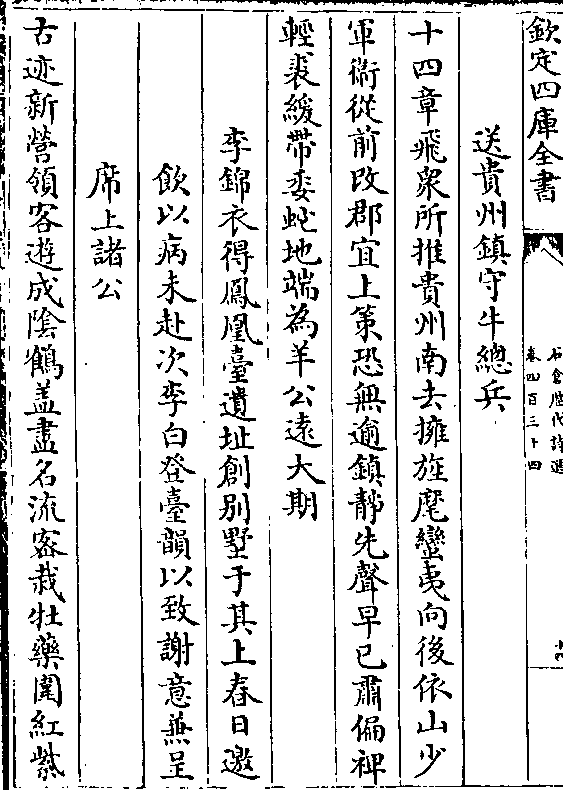 欽定四庫全書
石倉歷代詩選
卷四百三十四
送貴州鎮守牛總兵
十四章飛衆所推貴州南去擁旌麾蠻夷向後依山少
軍衛從前改郡宜上策恐無逾鎮靜先聲早已肅偏裨
輕裘緩帶委蛇地端為羊公遠大期
李錦衣得鳳凰臺遺址創别墅于其上春日邀
飲以病未赴次李白登臺韻以致謝意兼呈
席上諸公
古迹新營領客遊成陰鶴盖盡名流密栽牡藥圍紅紫